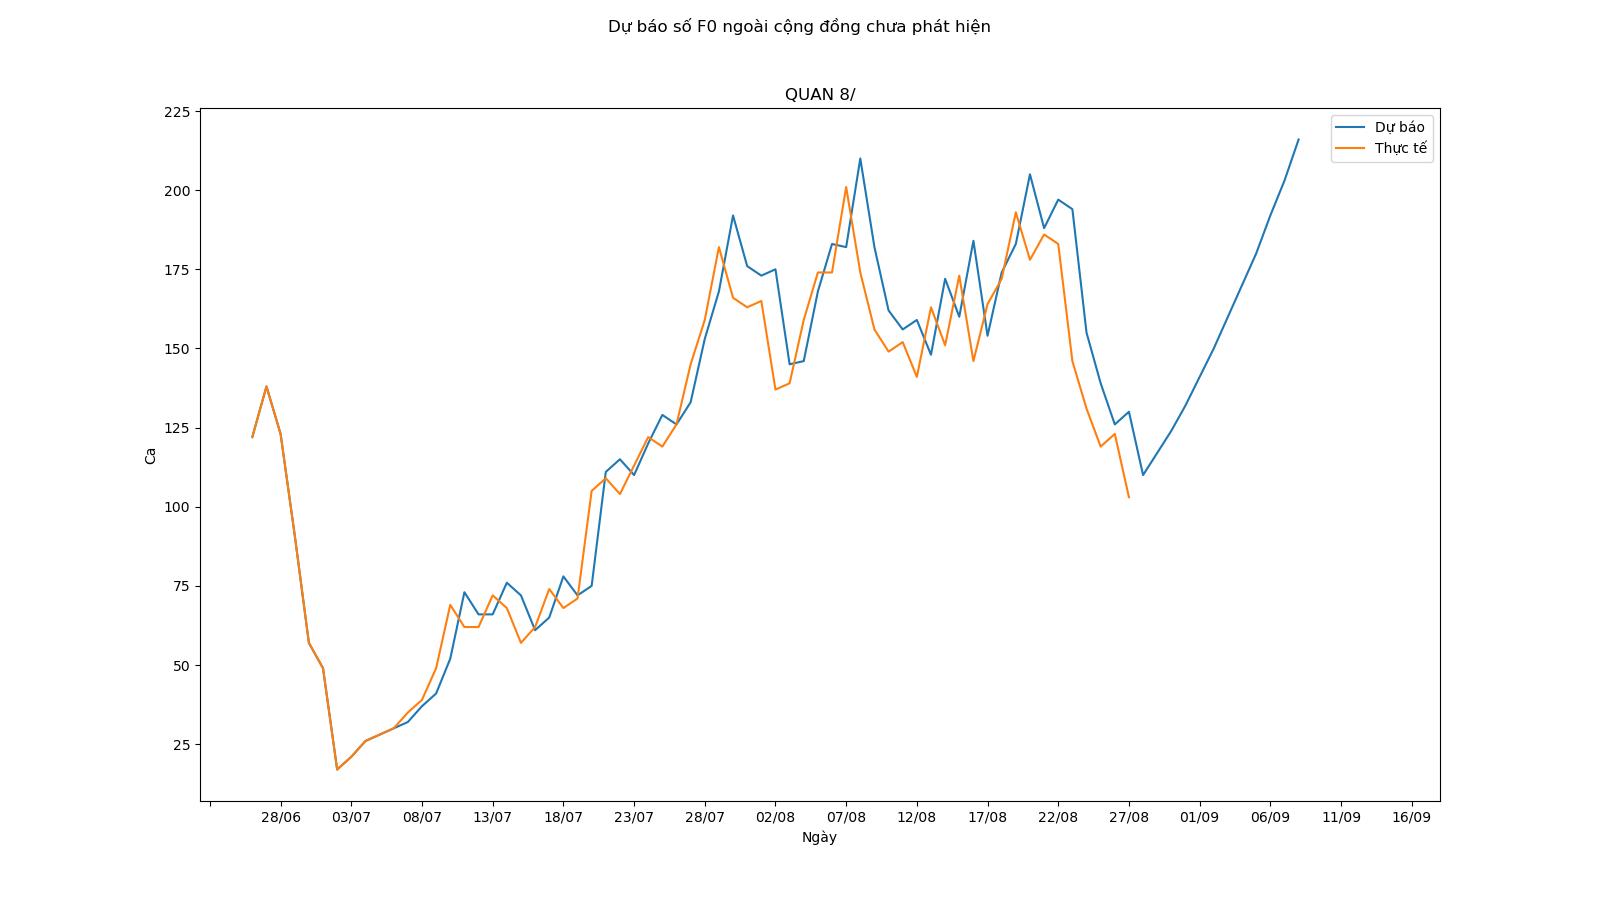 Dự báo số F0 ngoài cộng đồng chưa phát hiện
QUAN 8/
225
200
175
150
125
100
75
50
25
Ca
Dự báo
Thực tế
28/06 03/07 08/07 13/07 18/07 23/07 28/07 02/08 07/08 12/08 17/08 22/08 27/08 01/09 06/09 11/09 16/09
Ngày